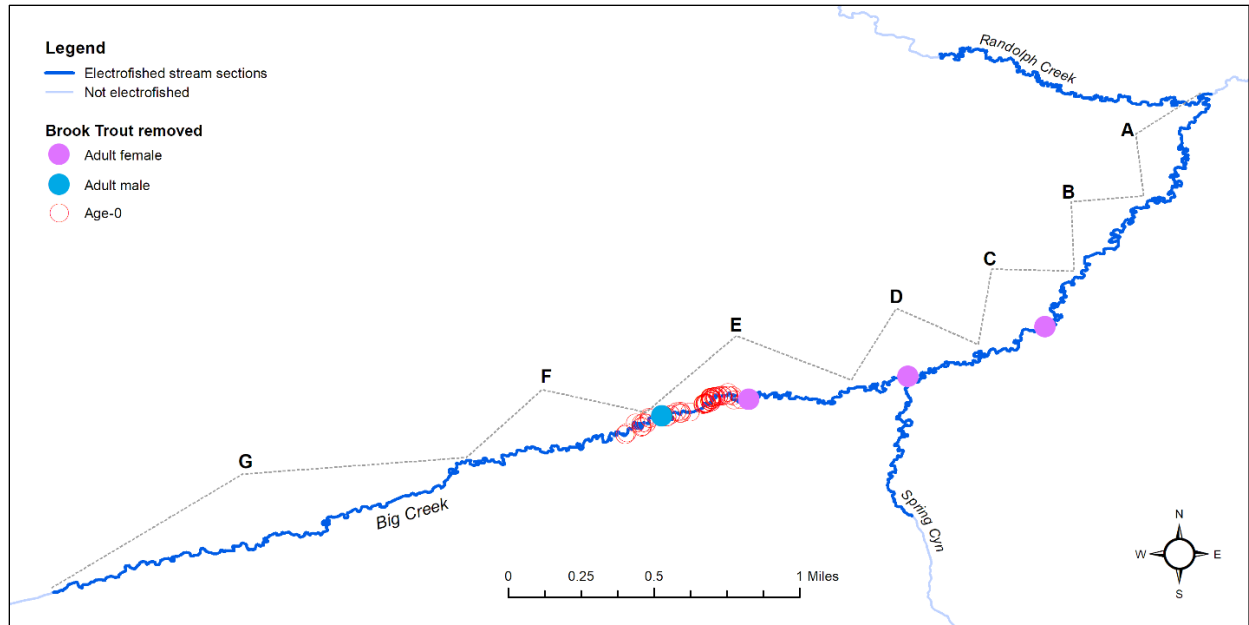 Legend
Electrofished stream sections
Not electrofished
Brook Trout removed
Adult female
Adult male
Age-0
Randolph Creek
A
B
C
D
E
F
G
Big Creek
Spring Cyn
0 0.25 0.5 1 Miles
N
W E
S